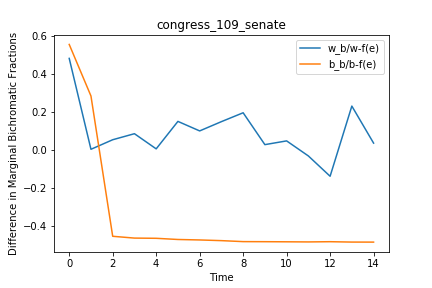 congress_109_senate
Difference in Marginal Bichromatic Fractions
0.6
0.4
0.2
0.0
−0.2
−0.4
w_b/w-f(e)
b_b/b-f(e)
0 2 4 6 8 10 12 14
Time